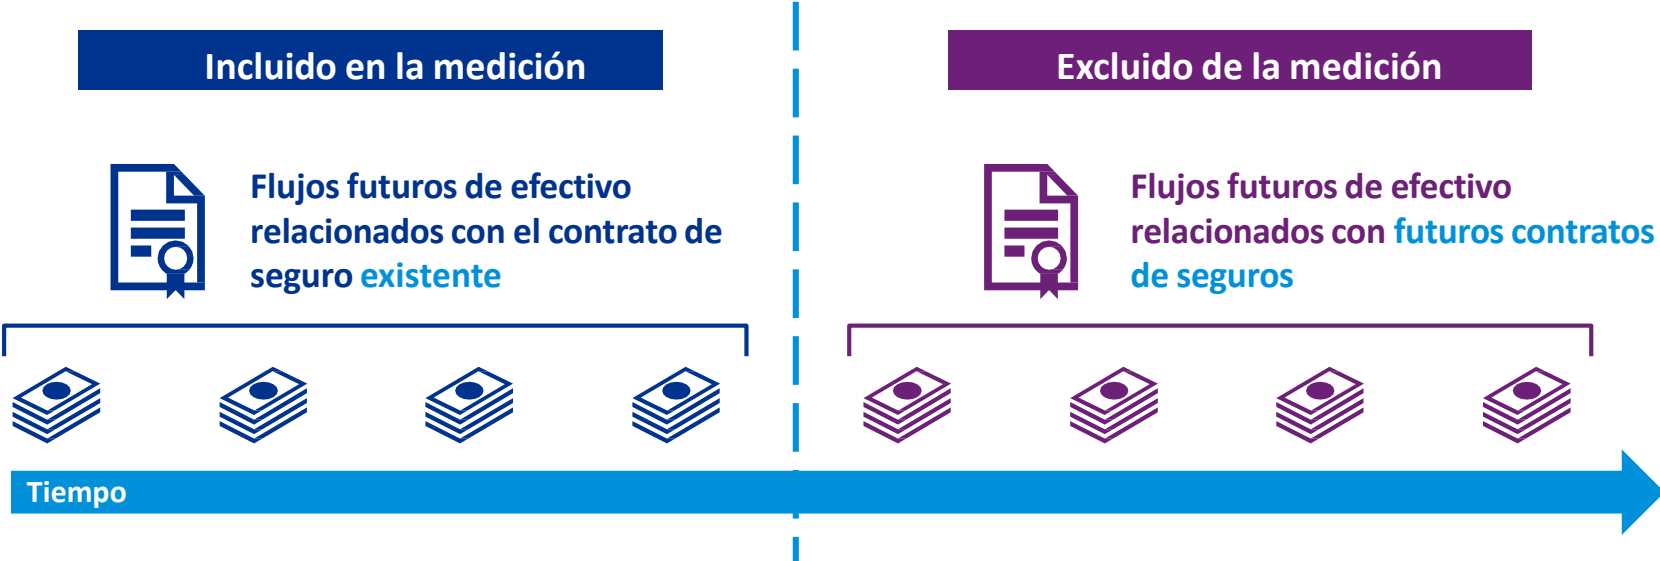 Incluido en la medición
Flujos futuros de efectivo
relacionados con el contrato de
seguro existente
Excluido de la medición
Flujos futuros de efectivo
relacionados con futuros contratos
de seguros
Tiempo